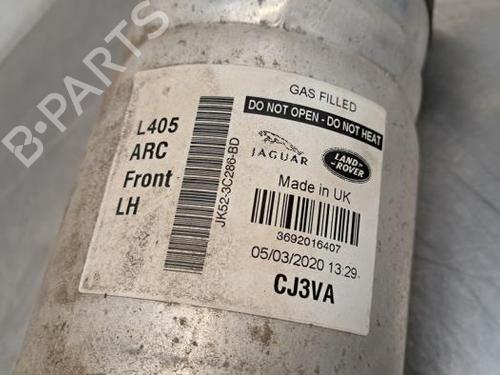 B-PARTS
GAS FILLED
DO NOT OPEN - DO NOT HEAT
L405
ARC
Front
LH
JK52-3C286-BD
JAGUAR
LAND-
ROVER
Made in UK
3692016407
05/03/2020 13:29
CJ3VA